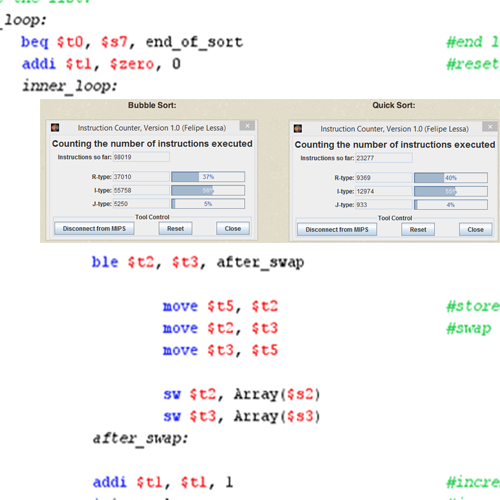 the list.
_loop:
beq $t0, $s7, end_of_sort #end l
addi $t1, $zero, 0 #reset
inner_loop:
Bubble Sort: Quick Sort:
Instruction Counter, Version 1.0 (Felipe Lessa) Instruction Counter, Version 1.0 (Felipe Lessa)
Counting the number of instructions executed Counting the number of instructions executed
Instructions so far: 98019 Instructions so far: 23277
R-type: 37010 37% R-type: 9369 40%
I-type: 55758 56% I-type: 12974 55%
J-type: 5250 5% J-type: 933 4%
Tool Control Tool Control
Disconnect from MIPS Reset Close Disconnect from MIPS Reset Close
ble $t2, $t3, after_swap
move $t5, $t2 #store
move $t2, $t3 #swap
move $t3, $t5
sw $t2, Array($s2)
sw $t3, Array($s3)
after_swap:
addi $t1, $t1, 1 #incre